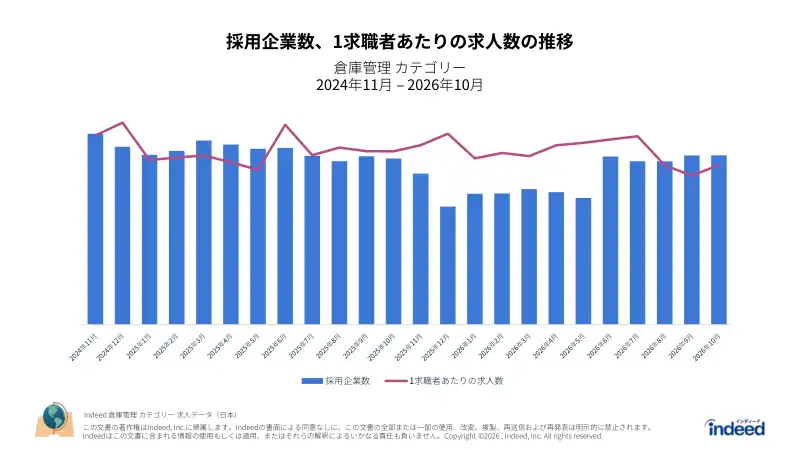 採用企業数、1求職者あたりの求人数の推移
倉庫管理 カテゴリー
2024年11月 – 2026年10月
2024年11月
2024年12月
2025年1月
2025年2月
2025年3月
2025年4月
2025年5月
2025年6月
2025年7月
2025年8月
2025年9月
2025年10月
2025年11月
2025年12月
2026年1月
2026年2月
2026年3月
2026年4月
2026年5月
2026年6月
2026年7月
2026年8月
2026年9月
2026年10月
採用企業数 1求職者あたりの求人数
Indeed 倉庫管理 カテゴリー 求人データ（日本）
この文書の著作権はIndeed, Inc.に帰属します。Indeedの書面による同意なしに、この文書の全部または一部の使用、改変、複製、再送信および再発表は明示的に禁止されます。
Indeedはこの文書に含まれる情報の使用もしくは適用、またはそれらの解釈によるいかなる責任も負いません。Copyright ©2026 , Indeed, Inc. All rights reserved.
インディード
indeed